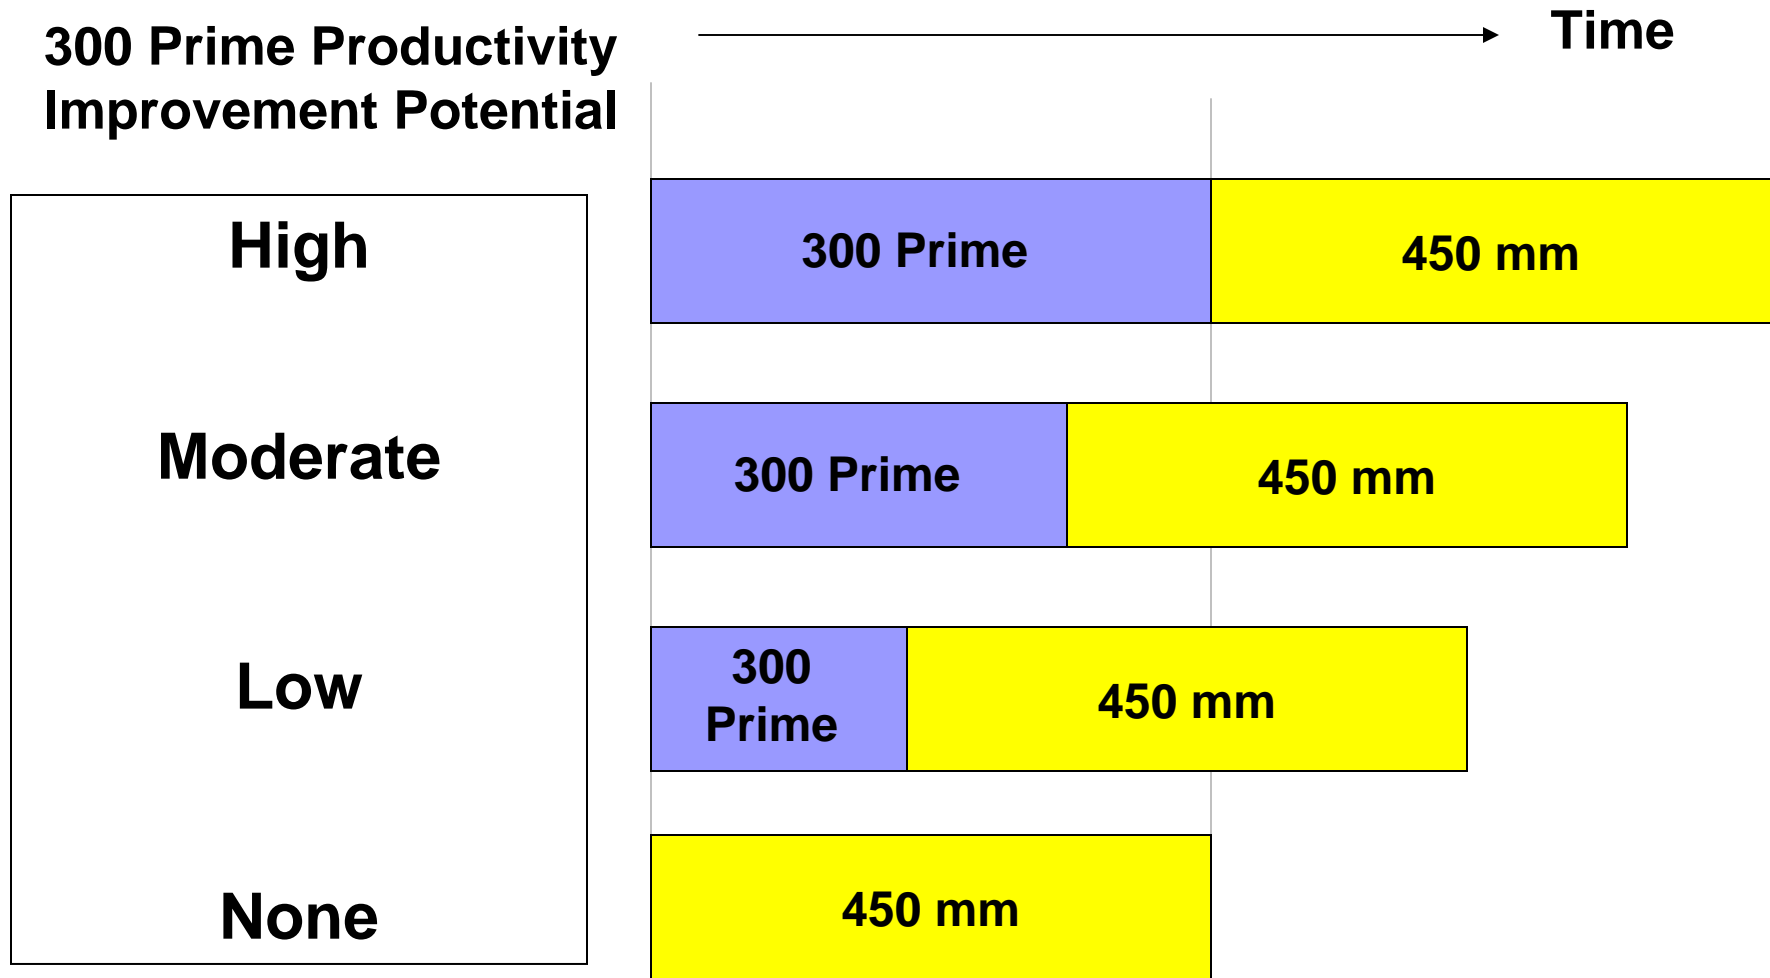 300 Prime Productivity
Improvement Potential
Time
High
300 Prime
450 mm
Moderate
300 Prime
450 mm
Low
300
Prime
450 mm
None
450 mm